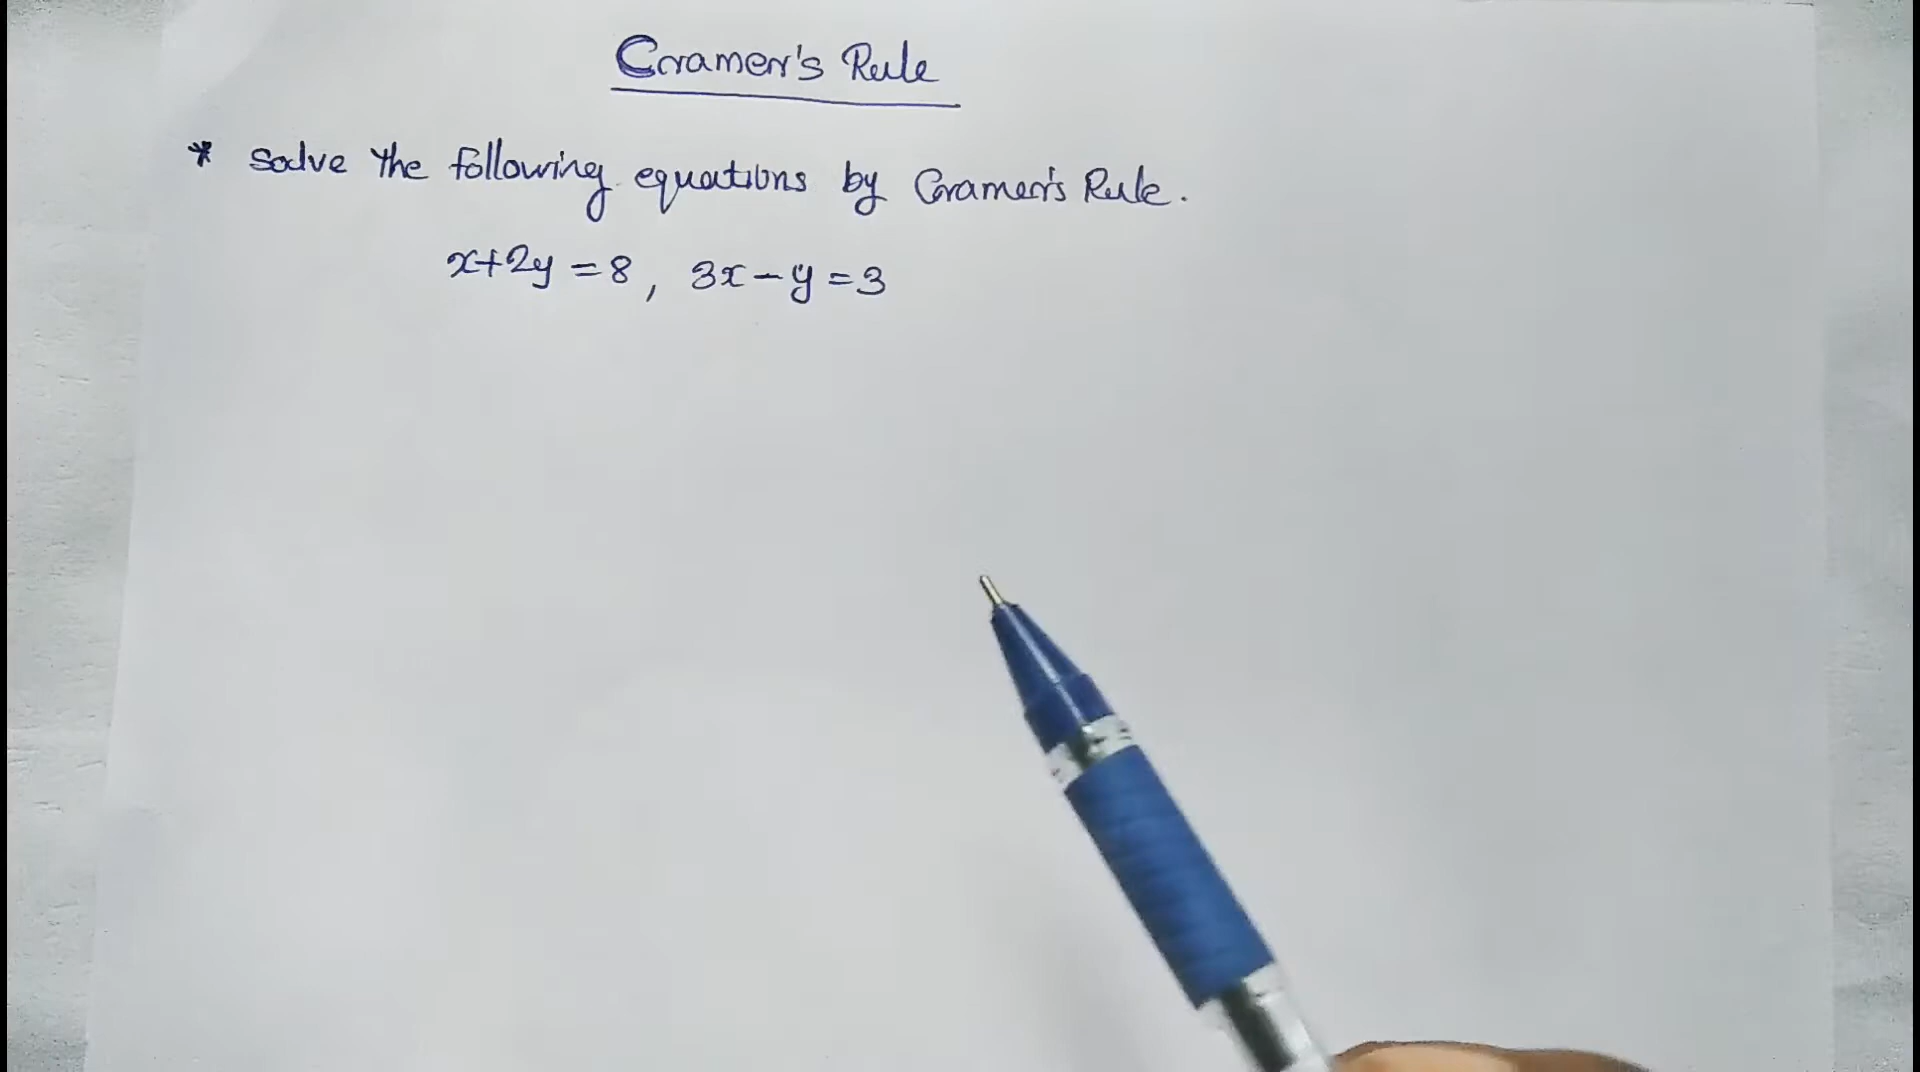 Cramer's Rule
* Solve the following equations by Cramer's Rule.
x+2y=8, 3x-y=3